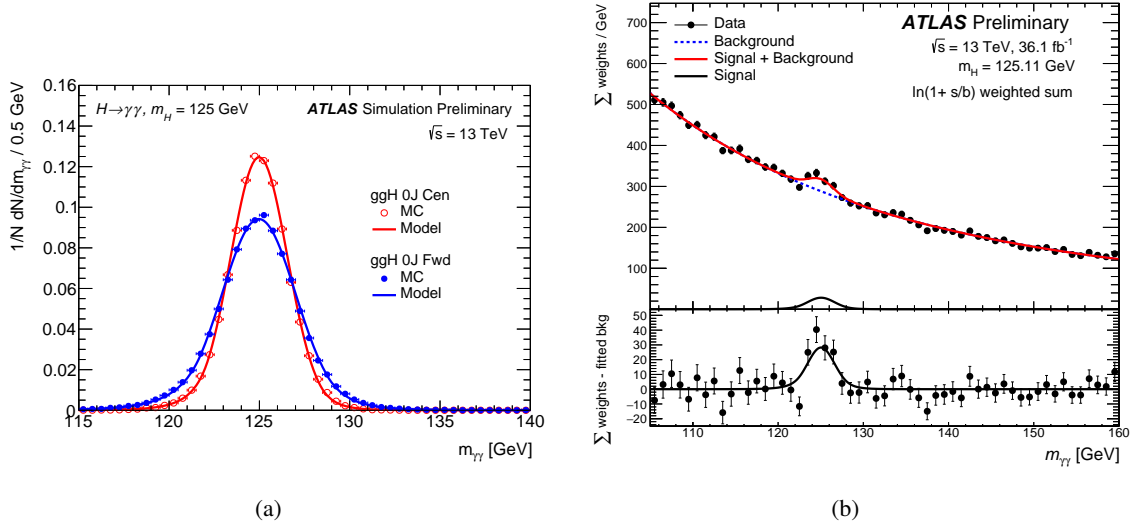 1/N dN/dm_γγ / 0.5 GeV
0.16
0.14
0.12
0.1
0.08
0.06
0.04
0.02
0
H→γγ, m_H = 125 GeV
ATLAS Simulation Preliminary
√s = 13 TeV
ggH 0J Cen
MC
Model
ggH 0J Fwd
MC
Model
115 120 125 130 135 140
m_γγ [GeV]
(a)
∑ weights / GeV
700
600
500
400
300
200
100
Data
Background
Signal + Background
Signal
ATLAS Preliminary
√s = 13 TeV, 36.1 fb⁻¹
m_H = 125.11 GeV
ln(1+ s/b) weighted sum
∑ weights - fitted bkg
50
40
30
20
10
0
−10
−20
110 120 130 140 150 160
m_γγ [GeV]
(b)